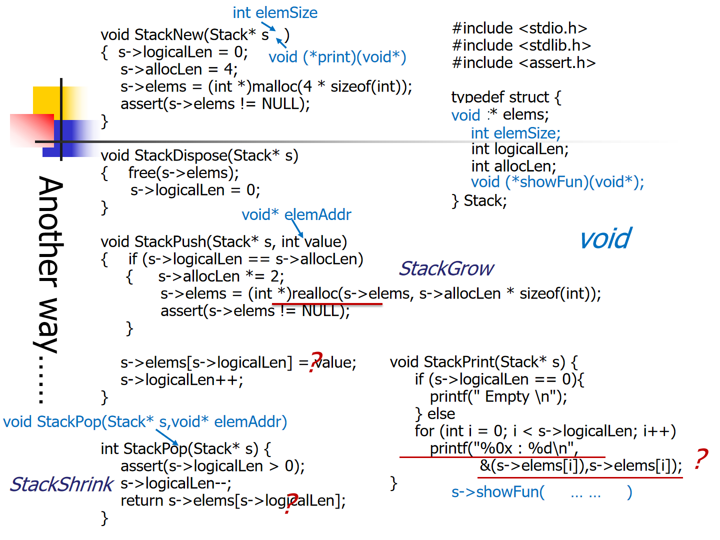 int elemSize
void StackNew(Stack* s )
void (*print)(void*)
{ s->logicalLen = 0;
s->allocLen = 4;
s->elems = (int *)malloc(4 * sizeof(int));
assert(s->elems != NULL);
}
#include <stdio.h>
#include <stdlib.h>
#include <assert.h>
typedef struct {
void * elems;
int elemSize;
int logicalLen;
int allocLen;
void (*showFun)(void*);
} Stack;
void
Another way......
void StackDispose(Stack* s)
{ free(s->elems);
s->logicalLen = 0;
}
void* elemAddr
void StackPush(Stack* s, int value)
{ if (s->logicalLen == s->allocLen)
{ s->allocLen *= 2;
StackGrow
s->elems = (int *)realloc(s->elems, s->allocLen * sizeof(int));
assert(s->elems != NULL);
}
s->elems[s->logicalLen] = value;
?
s->logicalLen++;
}
void StackPop(Stack* s,void* elemAddr)
int StackPop(Stack* s) {
assert(s->logicalLen > 0);
StackShrink
s->logicalLen--;
return s->elems[s->logicalLen];
?
}
void StackPrint(Stack* s) {
if (s->logicalLen == 0){
printf(" Empty \n");
} else
for (int i = 0; i < s->logicalLen; i++)
printf("%0x : %d\n",
&(s->elems[i]),s->elems[i]);
?
}
s->showFun( ... ... )